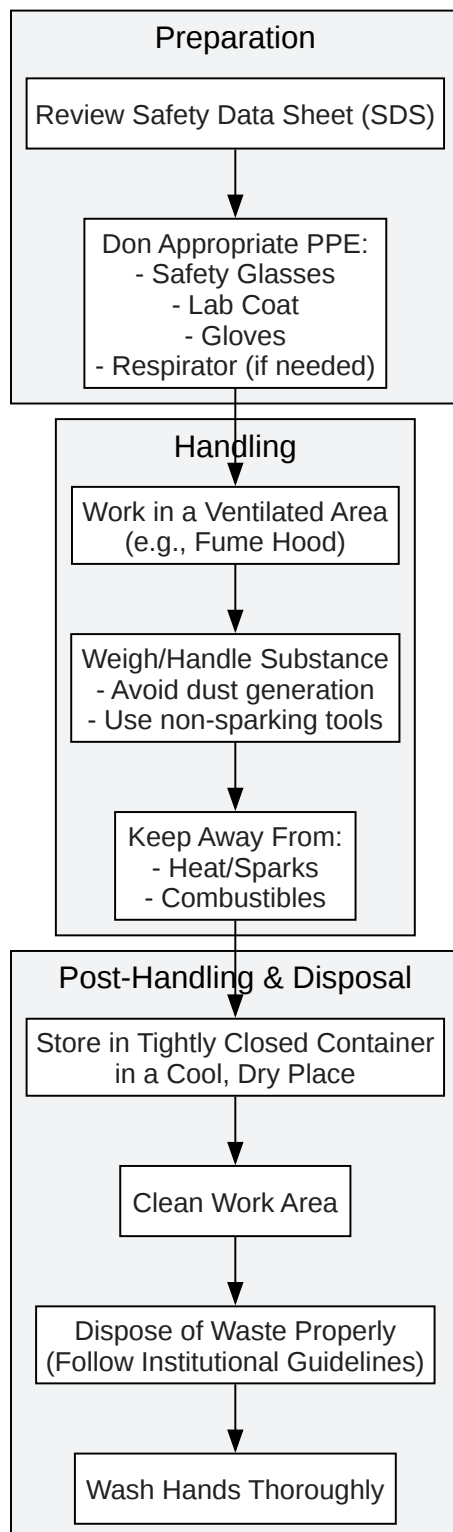 Preparation
Review Safety Data Sheet (SDS)
Don Appropriate PPE:
- Safety Glasses
- Lab Coat
- Gloves
- Respirator (if needed)
Handling
Work in a Ventilated Area
(e.g., Fume Hood)
Weigh/Handle Substance
- Avoid dust generation
- Use non-sparking tools
Keep Away From:
- Heat/Sparks
- Combustibles
Post-Handling & Disposal
Store in Tightly Closed Container
in a Cool, Dry Place
Clean Work Area
Dispose of Waste Properly
(Follow Institutional Guidelines)
Wash Hands Thoroughly